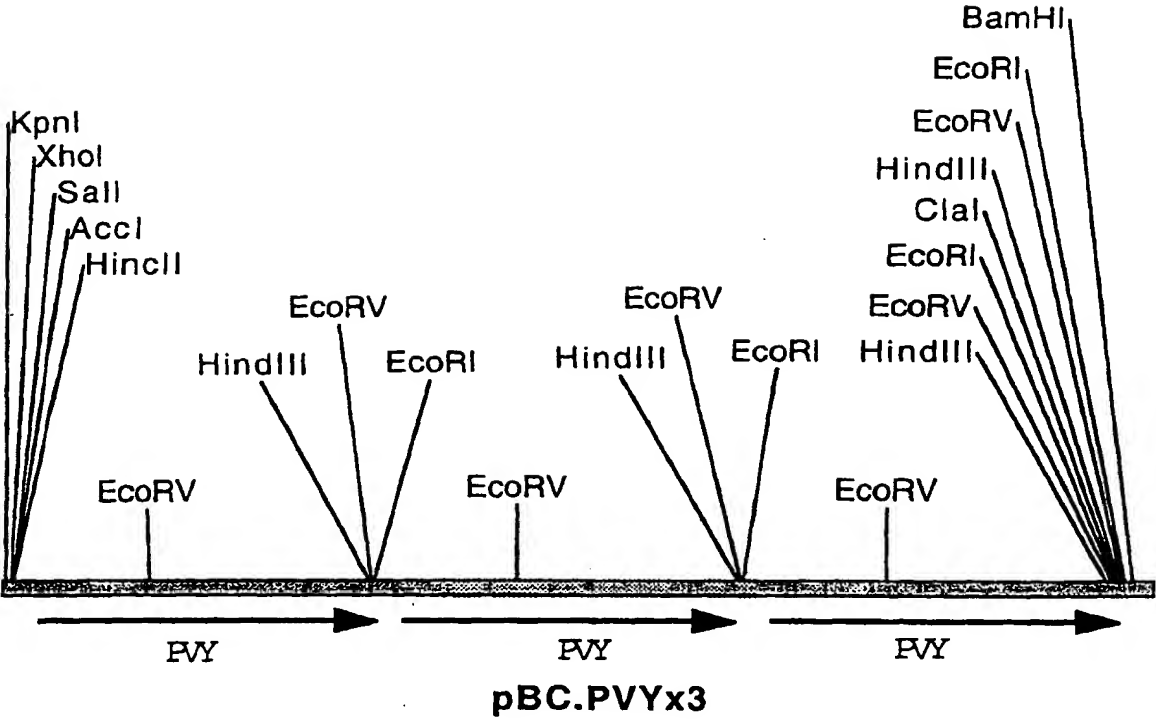 BamHI
EcoRI
EcoRV
HindIII
ClaI
EcoRI
EcoRV
HindIII
KpnI
XhoI
SalI
AccI
HincII
EcoRV
HindIII
EcoRI
EcoRV
HindIII
EcoRI
EcoRV
EcoRV
EcoRV
PVY
PVY
PVY
pBC.PVYx3